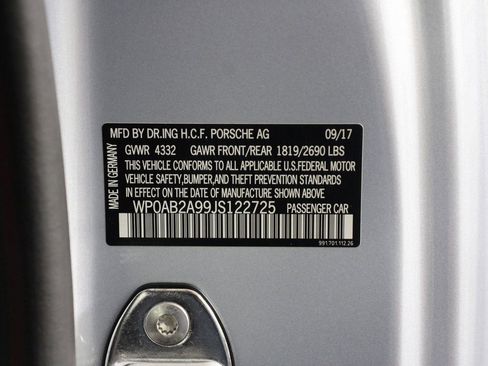 MFD BY DR.ING H.C.F. PORSCHE AG 09/17
GVWR 4332 GAWR FRONT/REAR 1819/2690 LBS
THIS VEHICLE CONFORMS TO ALL APPLICABLE U.S.FEDERAL MOTOR
VEHICLE SAFETY,BUMPER,AND THEFT PREVENTION STANDARDS
IN EFFECT ON THE DATE OF MANUFACTURE SHOWN ABOVE
WP0AB2A99JS122725 PASSENGER CAR
MADE IN GERMANY
991.701.112.26